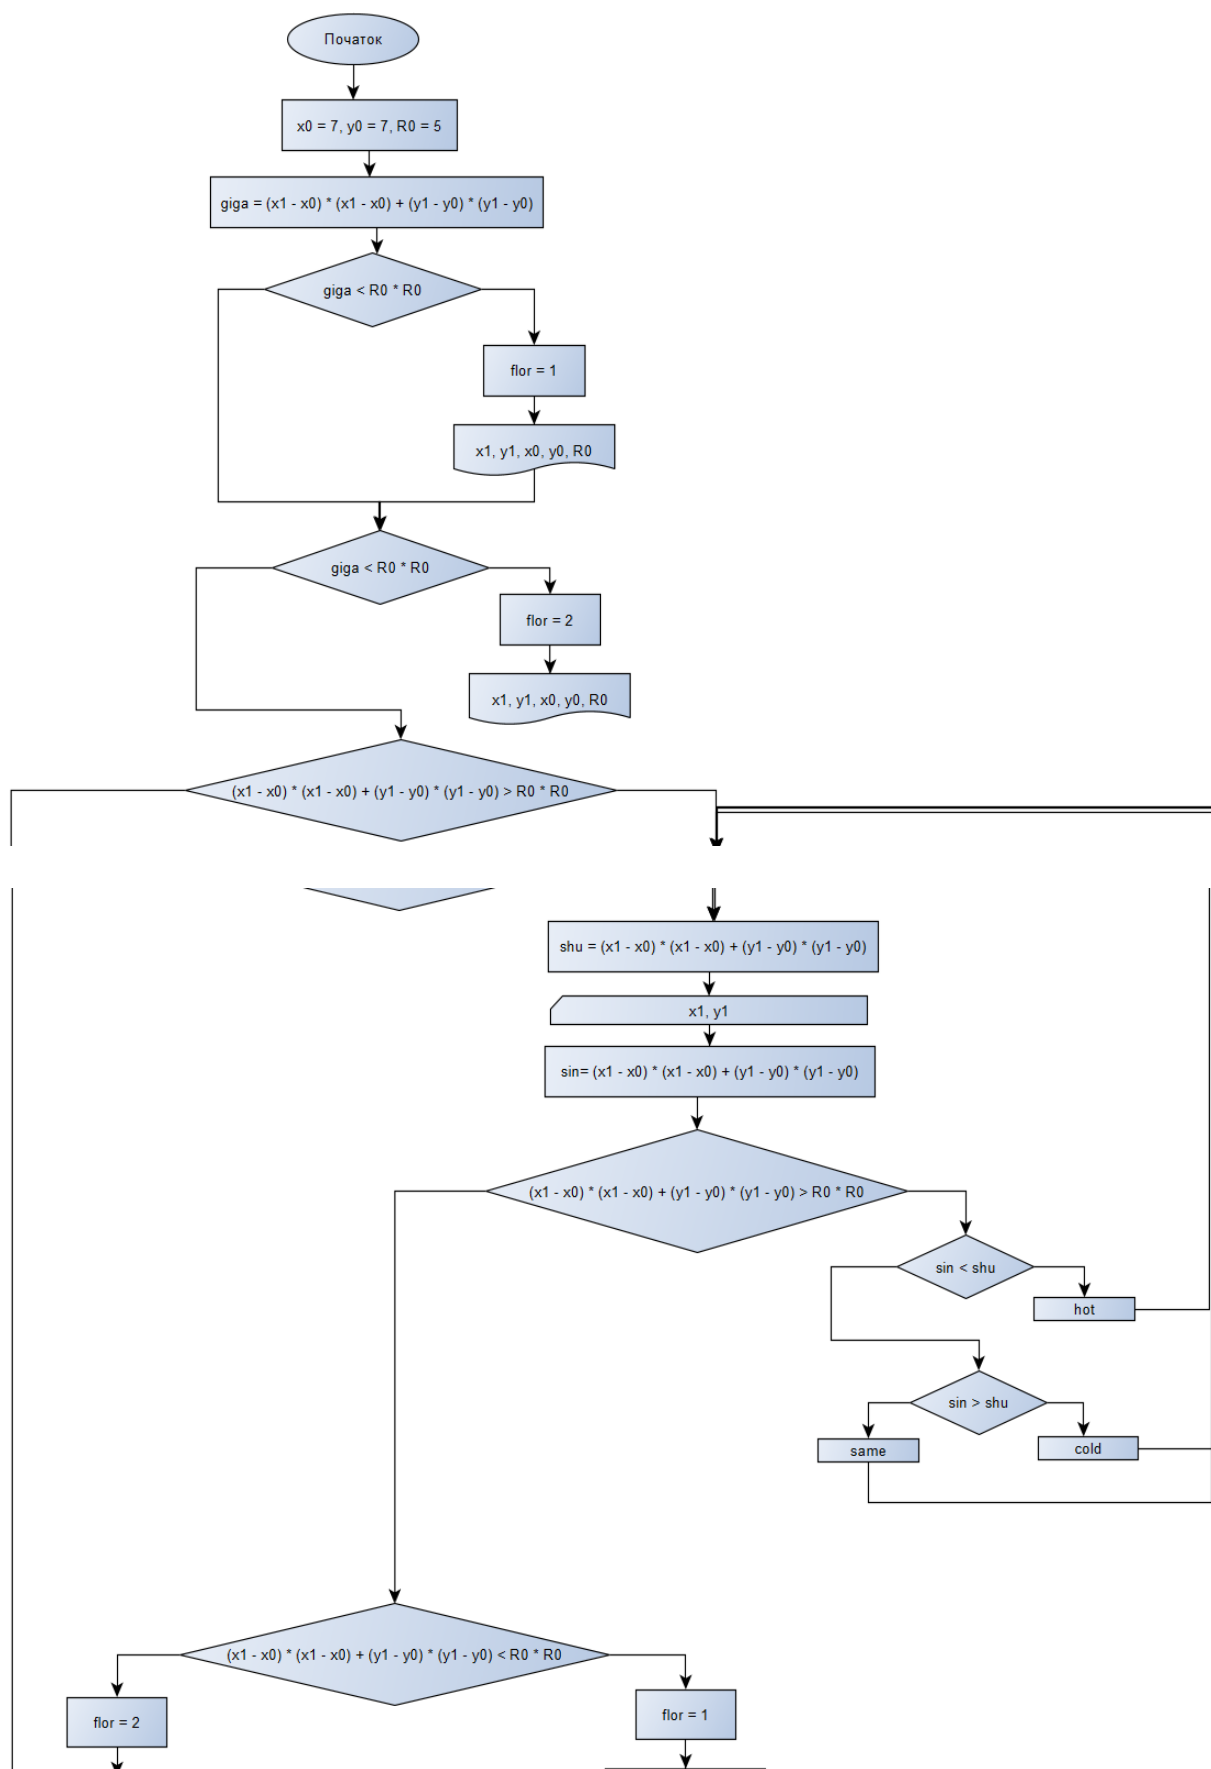 Початок
x0 = 7, y0 = 7, R0 = 5
giga = (x1 - x0) * (x1 - x0) + (y1 - y0) * (y1 - y0)
giga < R0 * R0
flor = 1
x1, y1, x0, y0, R0
giga < R0 * R0
flor = 2
x1, y1, x0, y0, R0
(x1 - x0) * (x1 - x0) + (y1 - y0) * (y1 - y0) > R0 * R0
shu = (x1 - x0) * (x1 - x0) + (y1 - y0) * (y1 - y0)
x1, y1
sin= (x1 - x0) * (x1 - x0) + (y1 - y0) * (y1 - y0)
(x1 - x0) * (x1 - x0) + (y1 - y0) * (y1 - y0) > R0 * R0
sin < shu
hot
sin > shu
same
cold
(x1 - x0) * (x1 - x0) + (y1 - y0) * (y1 - y0) < R0 * R0
flor = 2
flor = 1